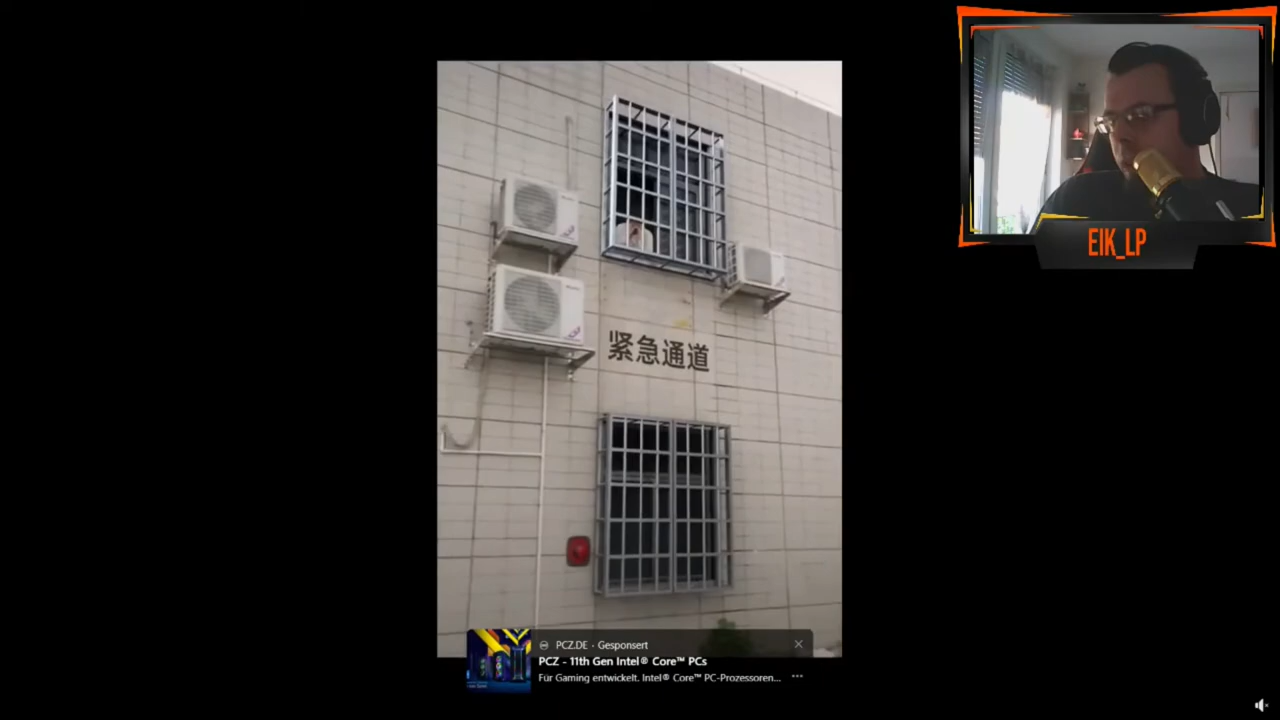 EIK_LP
紧急通道
PCZ.DE · Gesponsert
PCZ - 11th Gen Intel® Core™ PCs
Für Gaming entwickelt. Intel® Core™ PC-Prozessoren...